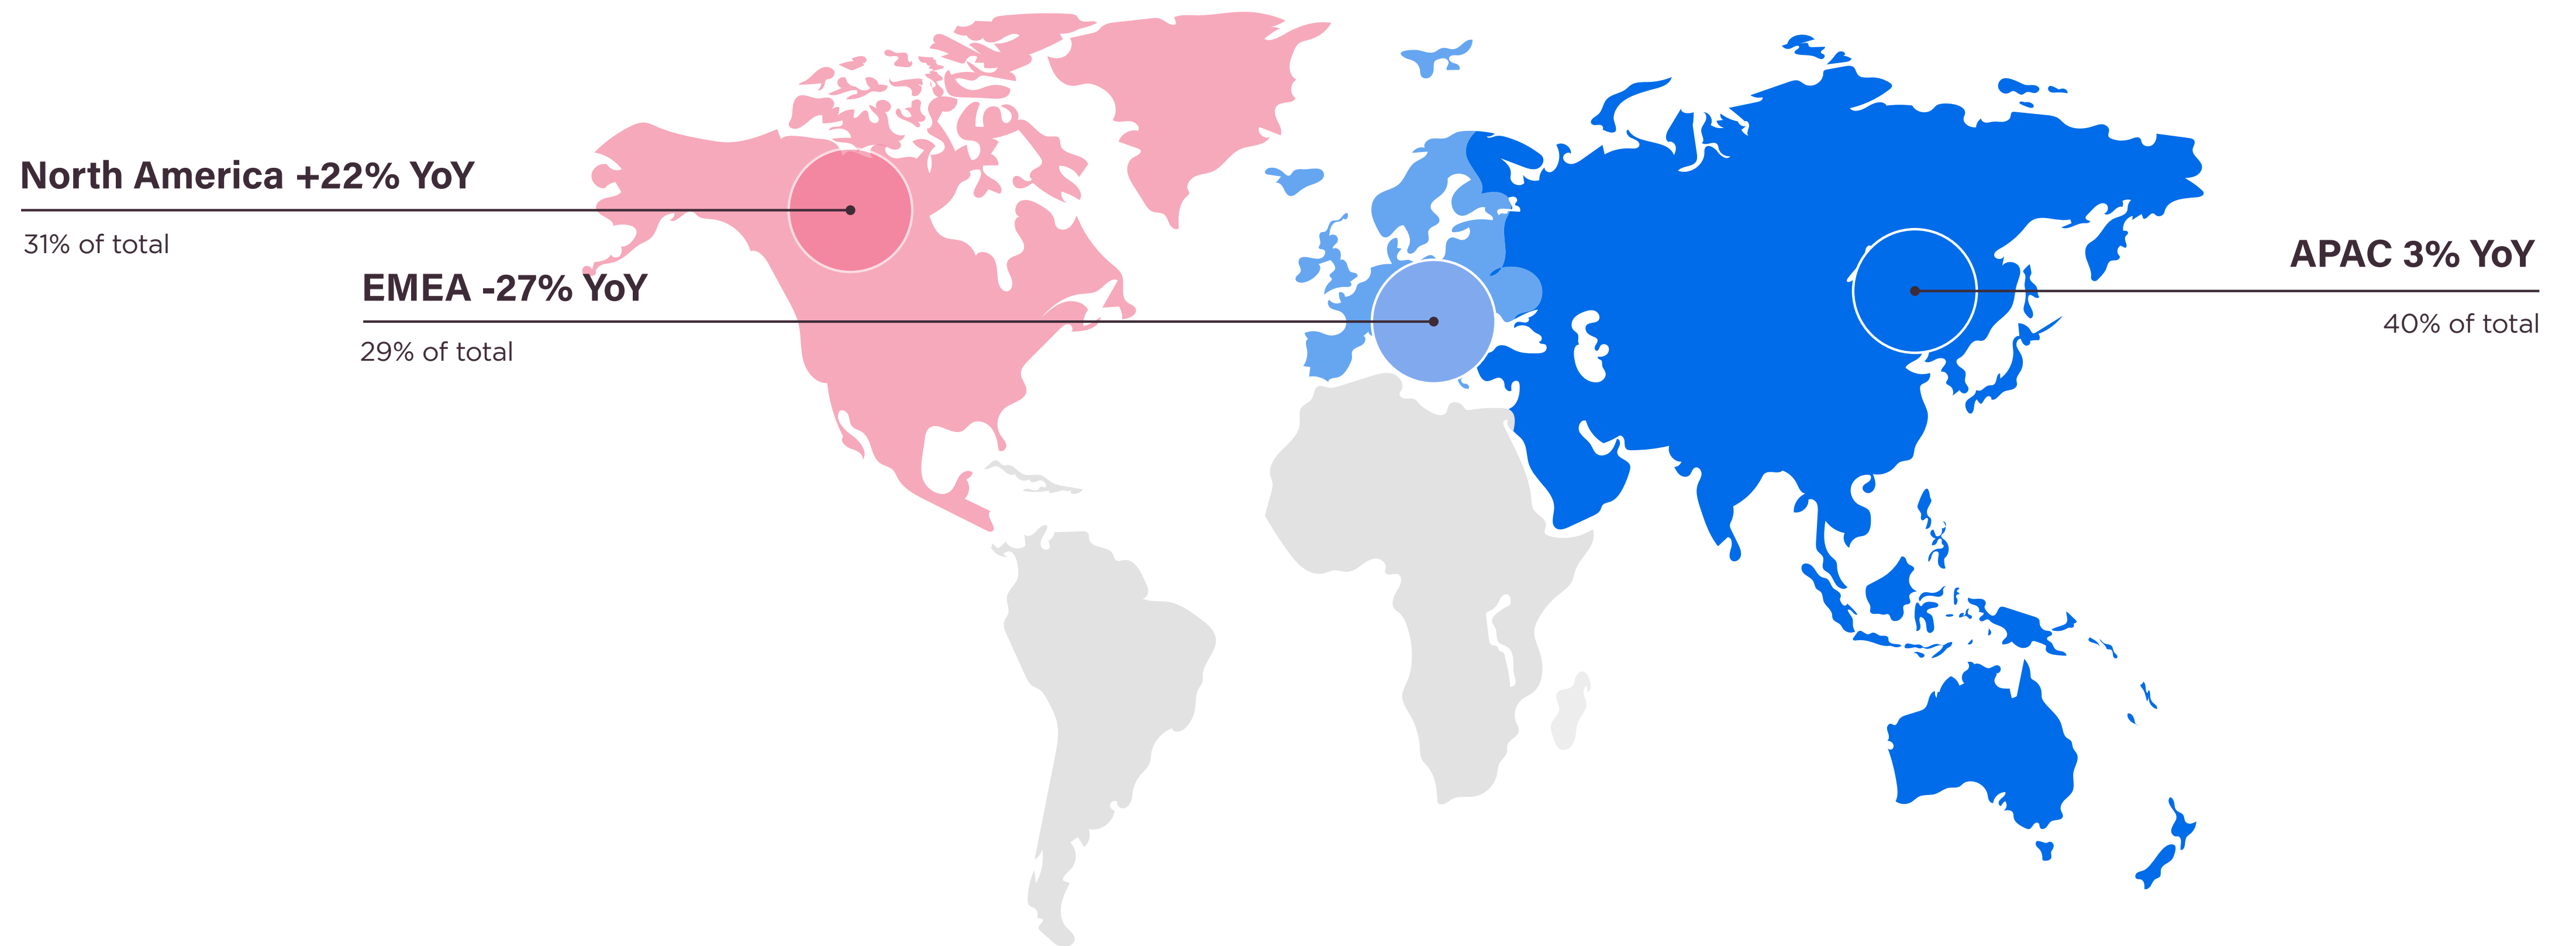 North America +22% YoY
31% of total
EMEA -27% YoY
29% of total
APAC 3% YoY
40% of total